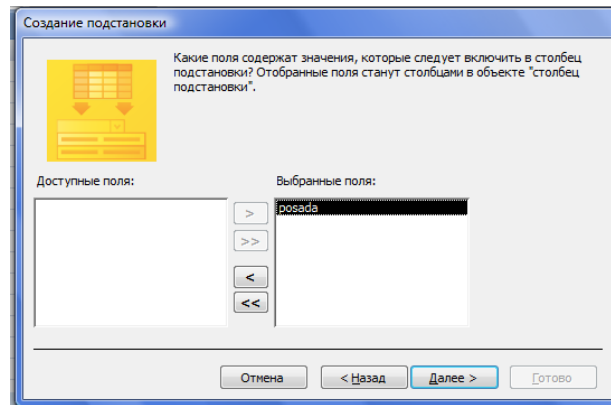 Создание подстановки
Какие поля содержат значения, которые следует включить в столбец
подстановки? Отобранные поля станут столбцами в объекте "столбец
подстановки".
Доступные поля:
Выбранные поля:
posada
>
>>
<
<<
Отмена
< Назад
Далее >
Готово